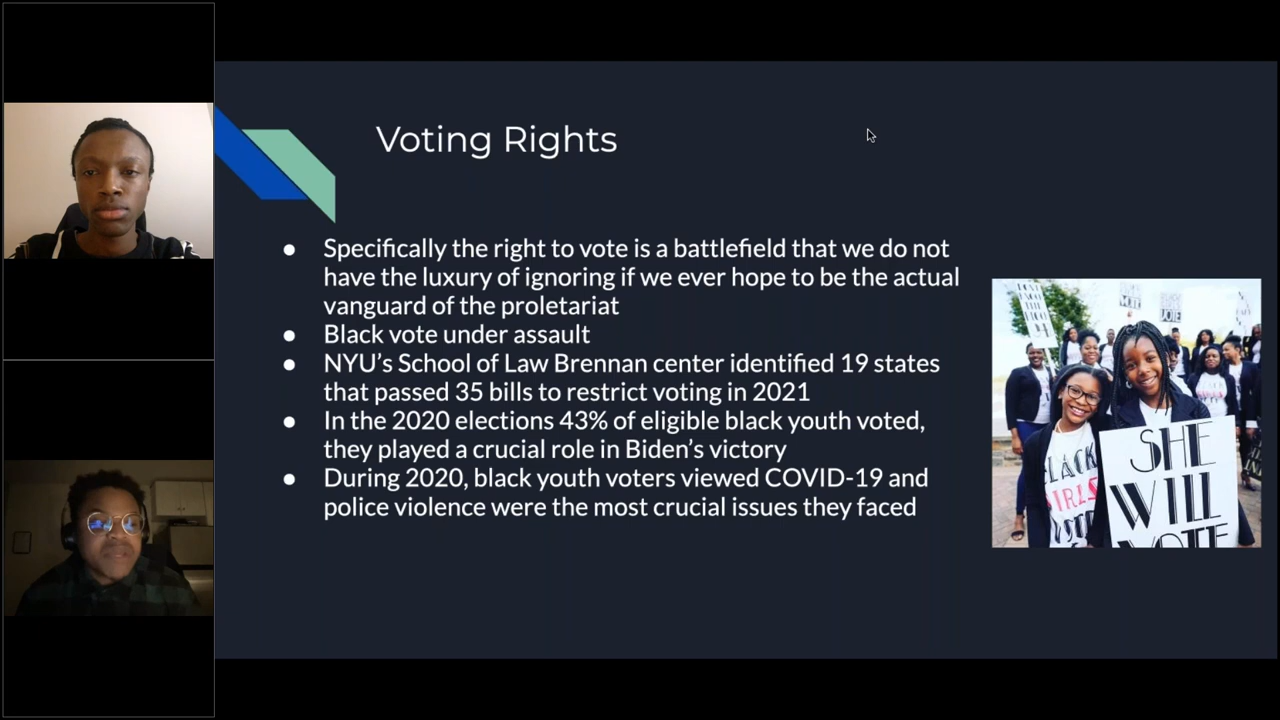 Voting Rights
● Specifically the right to vote is a battlefield that we do not
have the luxury of ignoring if we ever hope to be the actual
vanguard of the proletariat
● Black vote under assault
● NYU's School of Law Brennan center identified 19 states
that passed 35 bills to restrict voting in 2021
● In the 2020 elections 43% of eligible black youth voted,
they played a crucial role in Biden's victory
● During 2020, black youth voters viewed COVID-19 and
police violence were the most crucial issues they faced
VOTE
SHE
WILL
VOTE